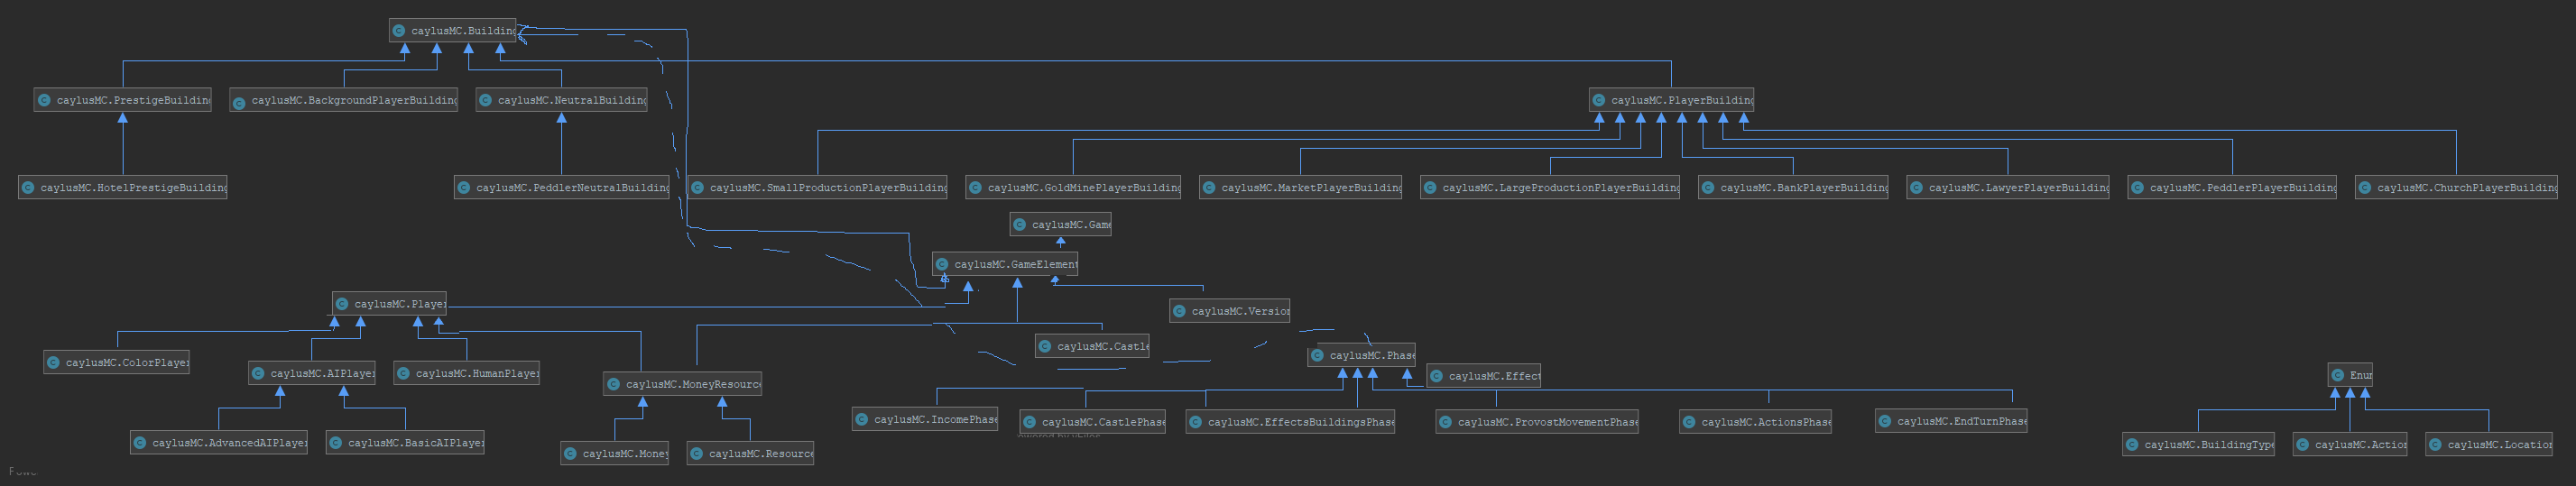 caylusMC.Building
caylusMC.PrestigeBuilding
caylusMC.BackgroundPlayerBuilding
caylusMC.NeutralBuilding
caylusMC.PlayerBuilding
caylusMC.HotelPrestigeBuilding
caylusMC.PeddlerNeutralBuilding
caylusMC.SmallProductionPlayerBuilding
caylusMC.GoldMinePlayerBuilding
caylusMC.MarketPlayerBuilding
caylusMC.LargeProductionPlayerBuilding
caylusMC.BankPlayerBuilding
caylusMC.LawyerPlayerBuilding
caylusMC.PeddlerPlayerBuilding
caylusMC.ChurchPlayerBuilding
caylusMC.Game
caylusMC.GameElement
caylusMC.Player
caylusMC.Version
caylusMC.Castle
caylusMC.Phase
caylusMC.ColorPlayer
caylusMC.AIPlayer
caylusMC.HumanPlayer
caylusMC.MoneyResource
caylusMC.Effect
Enum
caylusMC.IncomePhase
caylusMC.CastlePhase
caylusMC.EffectsBuildingsPhase
caylusMC.ProvostMovementPhase
caylusMC.ActionsPhase
caylusMC.EndTurnPhase
caylusMC.AdvancedAIPlayer
caylusMC.BasicAIPlayer
caylusMC.Money
caylusMC.Resource
caylusMC.BuildingType
caylusMC.Action
caylusMC.Location